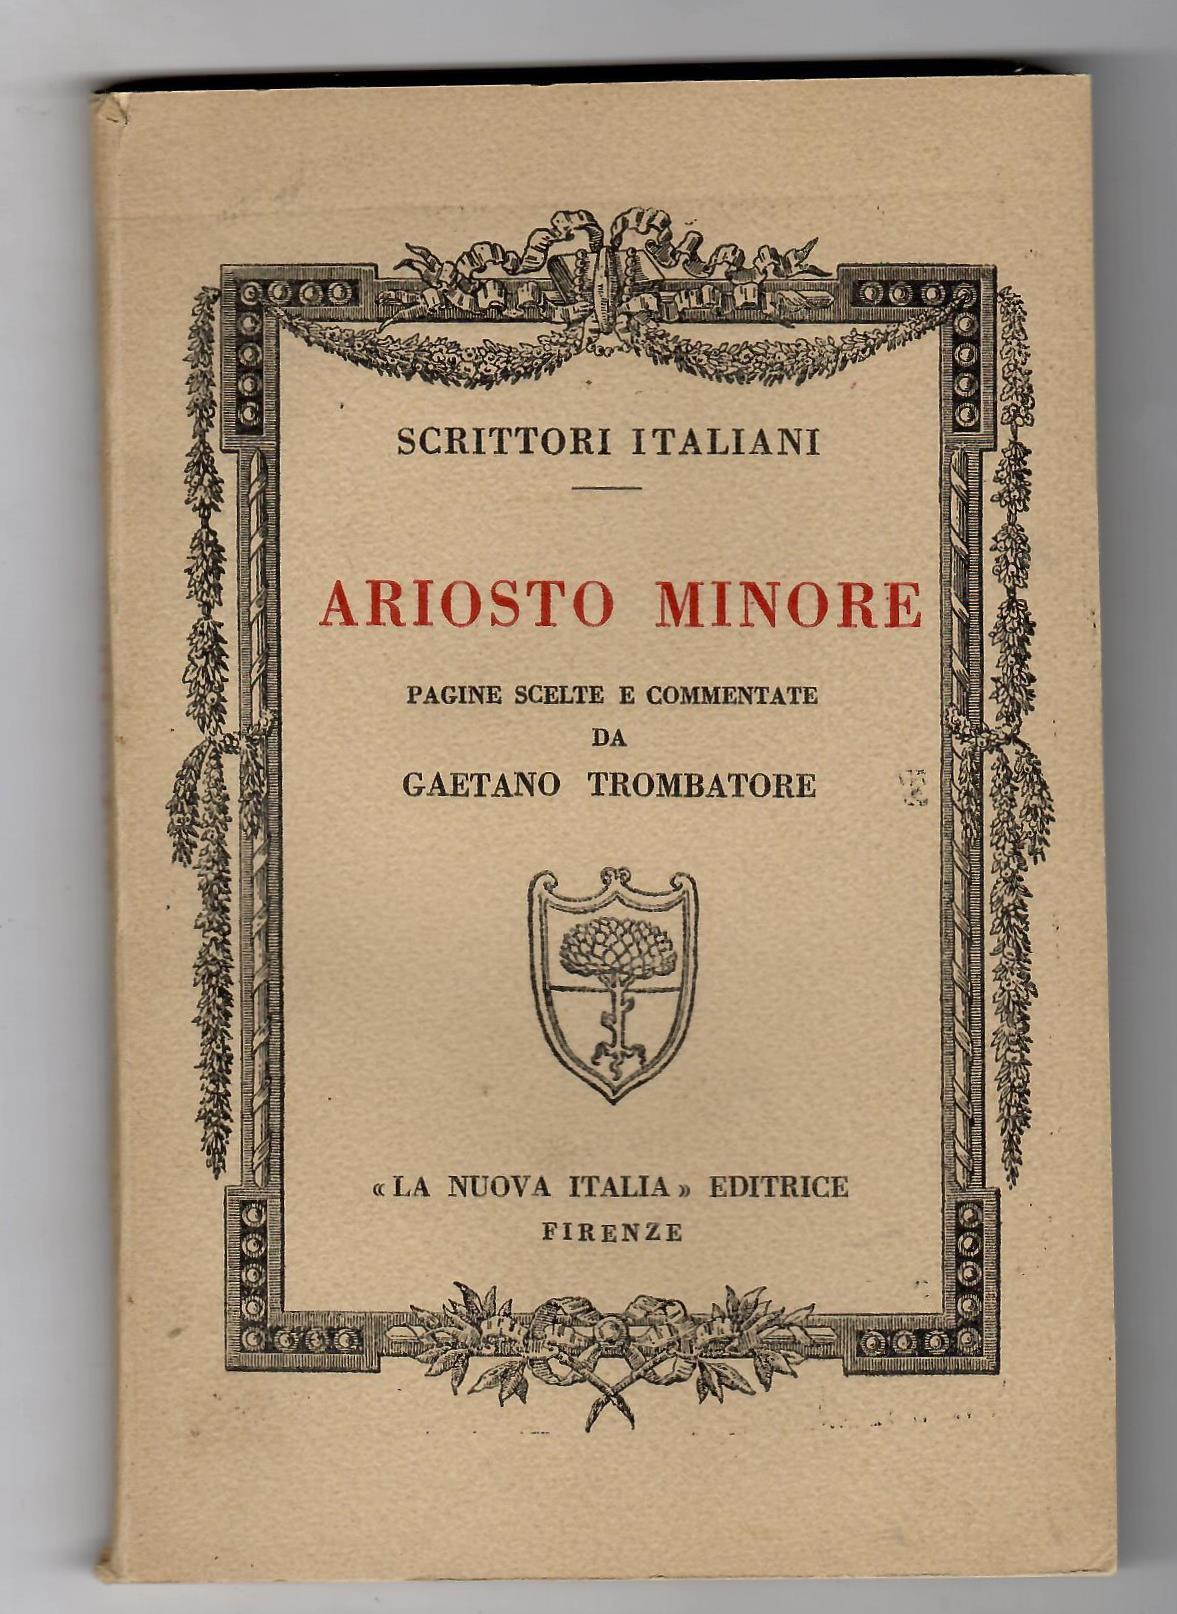 SCRITTORI ITALIANI
ARIOSTO MINORE
PAGINE SCELTE E COMMENTATE
DA
GAETANO TROMBATORE
«LA NUOVA ITALIA» EDITRICE
FIRENZE